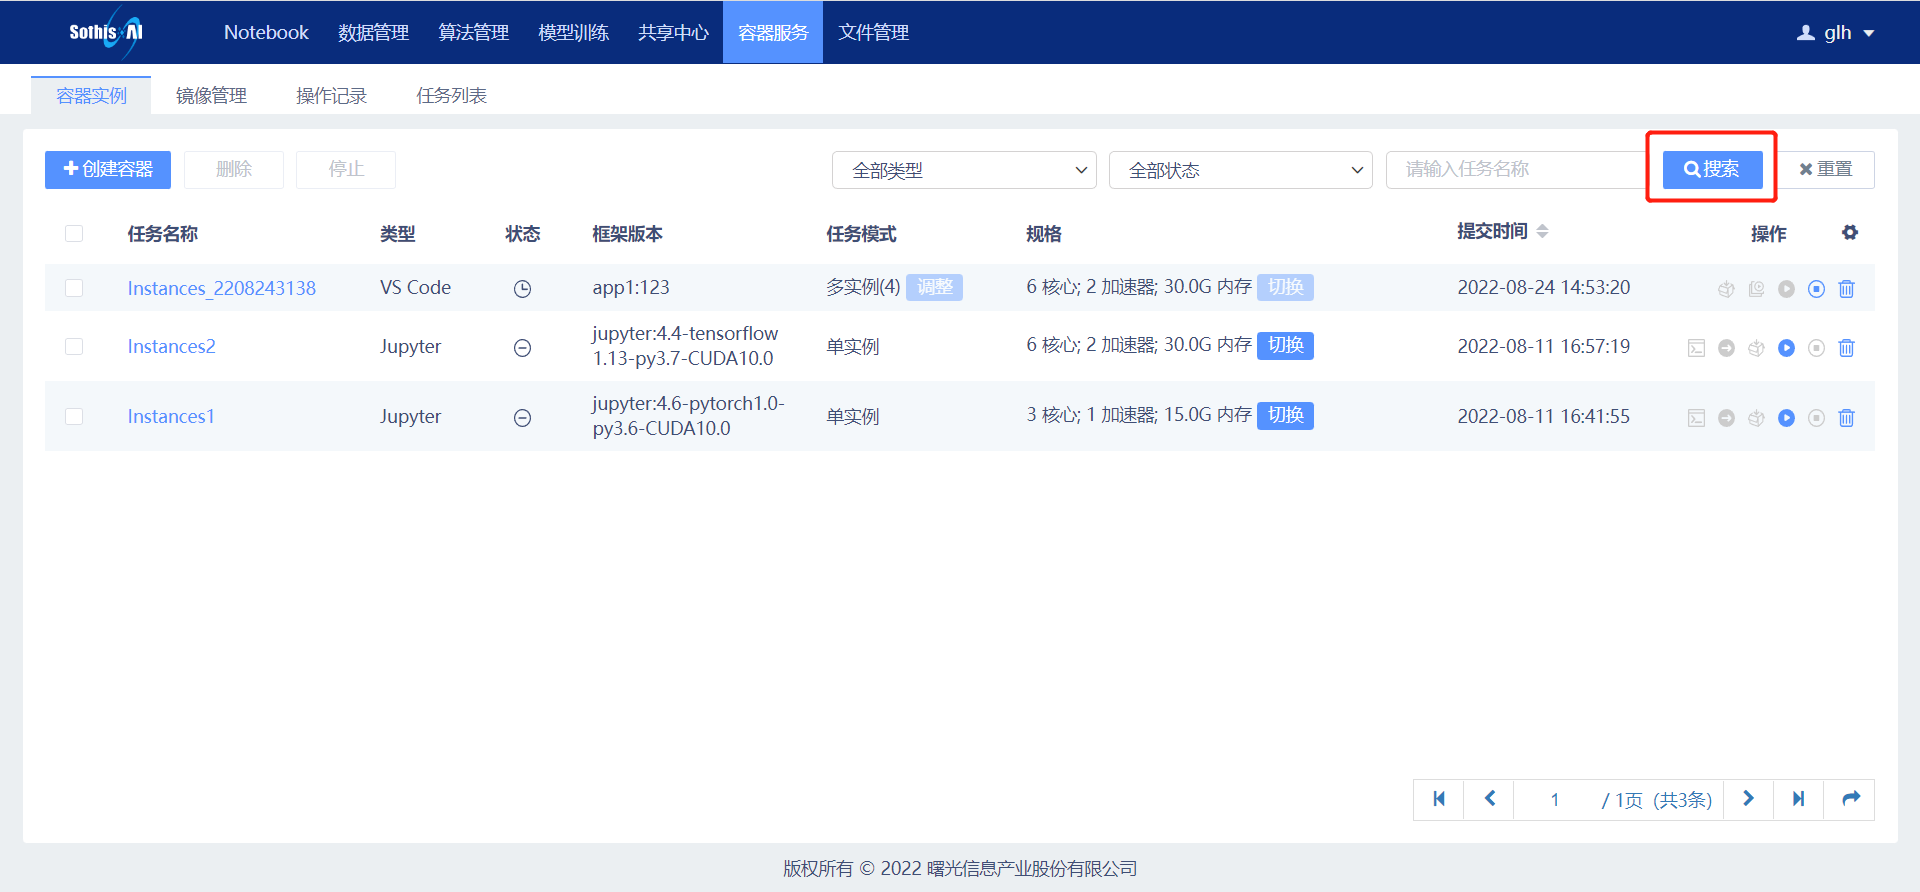 SothisAI Notebook 数据管理 算法管理 模型训练 共享中心 容器服务 文件管理 glh
容器实例 镜像管理 操作记录 任务列表
创建容器 删除 停止 全部类型 全部状态 请输入任务名称 搜索 重置
任务名称 类型 状态 框架版本 任务模式 规格 提交时间 操作
Instances_2208243138 VS Code app1:123 多实例(4) 调整 6 核心; 2 加速器; 30.0G 内存 切换 2022-08-24 14:53:20
Instances2 Jupyter jupyter:4.4-tensorflow
1.13-py3.7-CUDA10.0 单实例 6 核心; 2 加速器; 30.0G 内存 切换 2022-08-11 16:57:19
Instances1 Jupyter jupyter:4.6-pytorch1.0-
py3.6-CUDA10.0 单实例 3 核心; 1 加速器; 15.0G 内存 切换 2022-08-11 16:41:55
1 / 1页 (共3条)
版权所有 © 2022 曙光信息产业股份有限公司